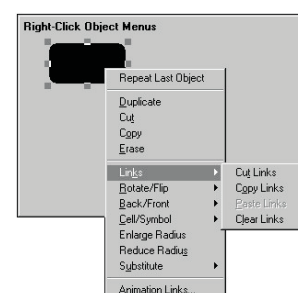 Right-Click Object Menus
Repeat Last Object
Duplicate
Cut
Copy
Erase
Links
Rotate/Flip
Back/Front
Cell/Symbol
Enlarge Radius
Reduce Radius
Substitute
Animation Links...
Cut Links
Copy Links
Paste Links
Clear Links